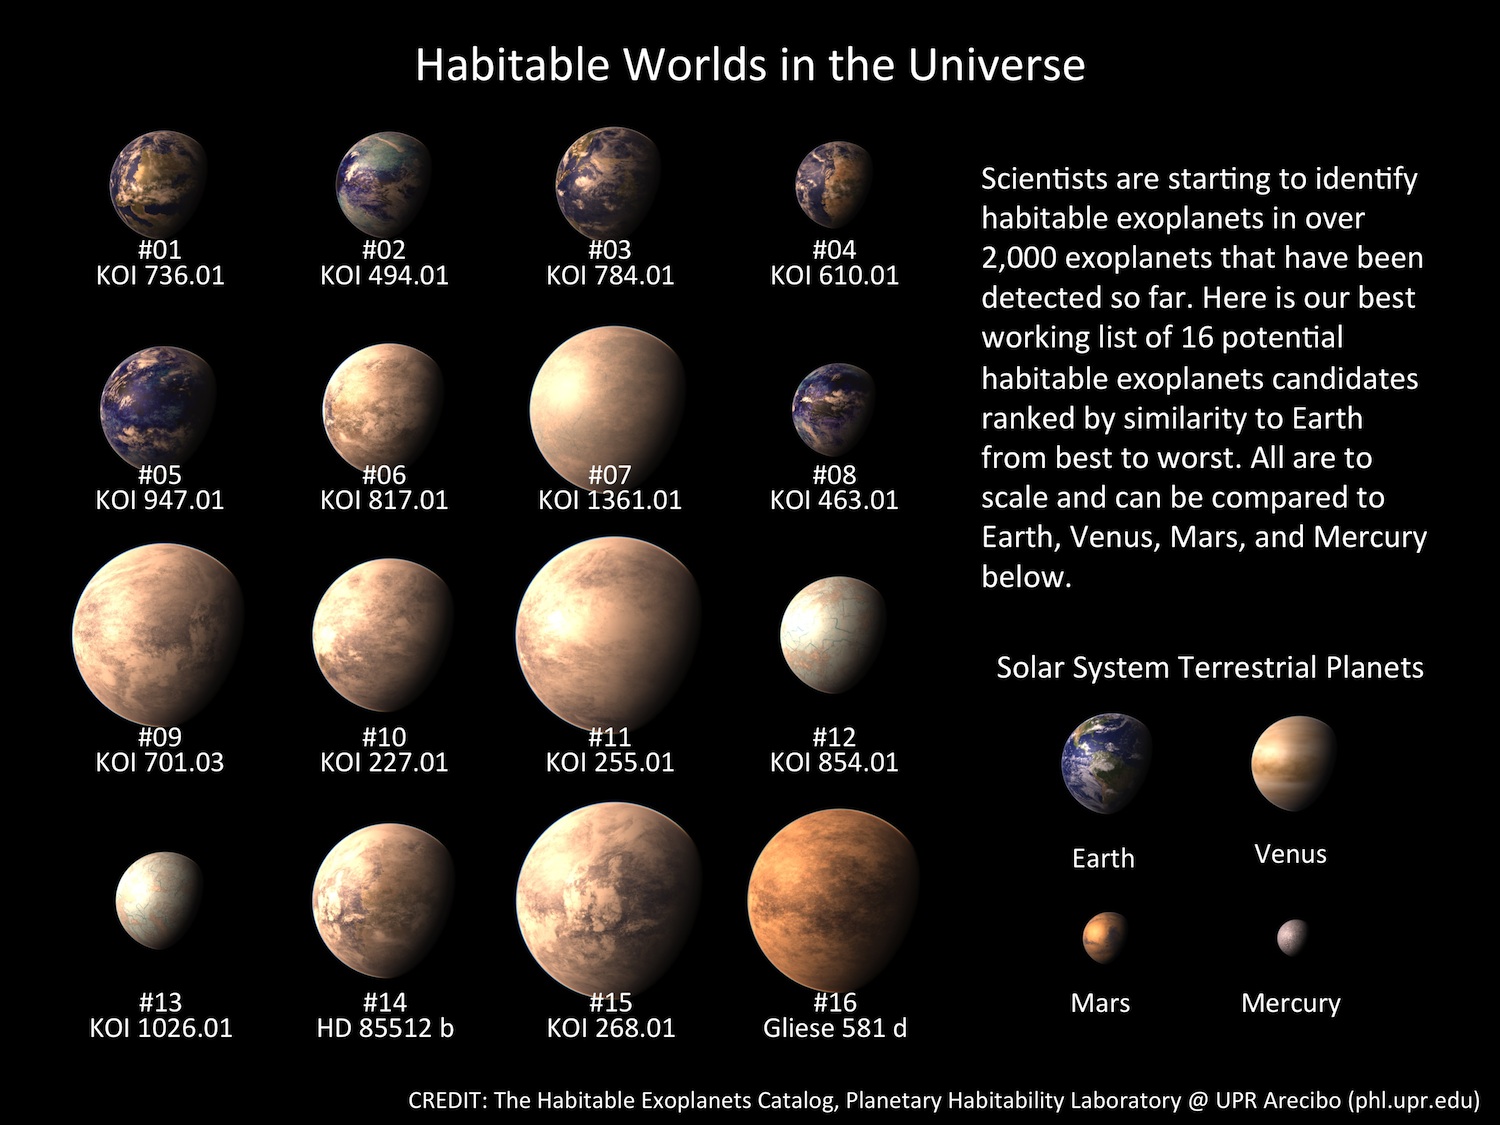 Habitable Worlds in the Universe
#01
KOI 736.01
#02
KOI 494.01
#03
KOI 784.01
#04
KOI 610.01
#05
KOI 947.01
#06
KOI 817.01
#07
KOI 1361.01
#08
KOI 463.01
#09
KOI 701.03
#10
KOI 227.01
#11
KOI 255.01
#12
KOI 854.01
#13
KOI 1026.01
#14
HD 85512 b
#15
KOI 268.01
#16
Gliese 581 d
Scientists are starting to identify
habitable exoplanets in over
2,000 exoplanets that have been
detected so far. Here is our best
working list of 16 potential
habitable exoplanets candidates
ranked by similarity to Earth
from best to worst. All are to
scale and can be compared to
Earth, Venus, Mars, and Mercury
below.
Solar System Terrestrial Planets
Earth
Venus
Mars
Mercury
CREDIT: The Habitable Exoplanets Catalog, Planetary Habitability Laboratory @ UPR Arecibo (phl.upr.edu)